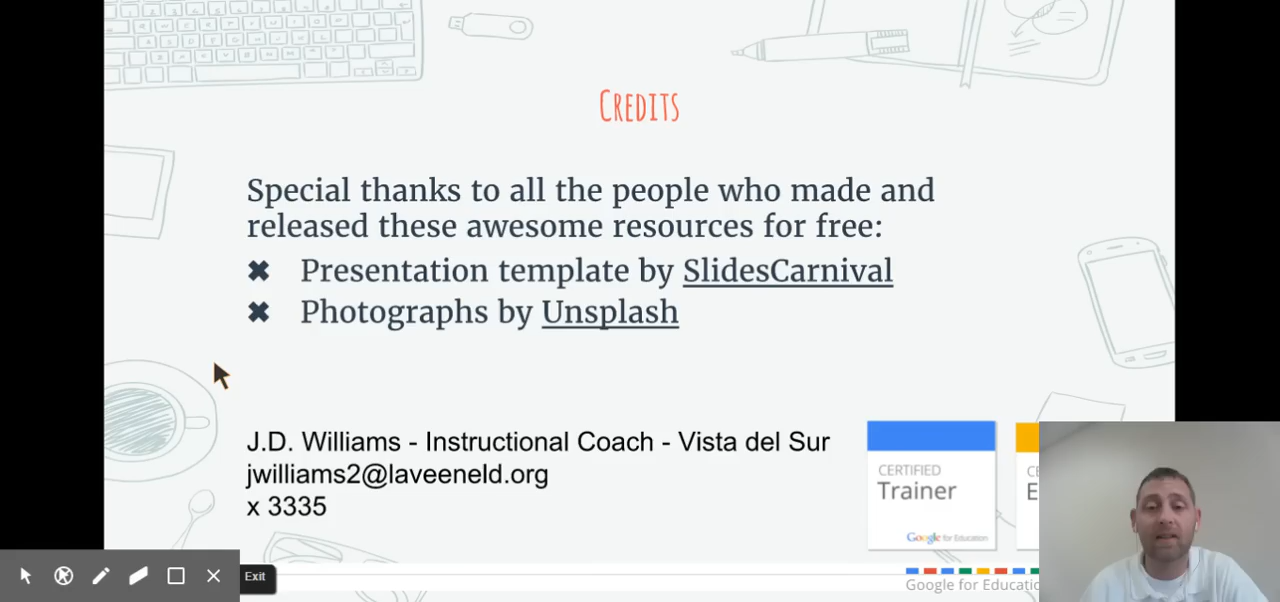 Credits
Special thanks to all the people who made and
released these awesome resources for free:
✖ Presentation template by SlidesCarnival
✖ Photographs by Unsplash
J.D. Williams - Instructional Coach - Vista del Sur
jwilliams2@laveeneld.org
x 3335
CERTIFIED
Trainer
Google for Education
CE
E
Exit
Google for Educatio